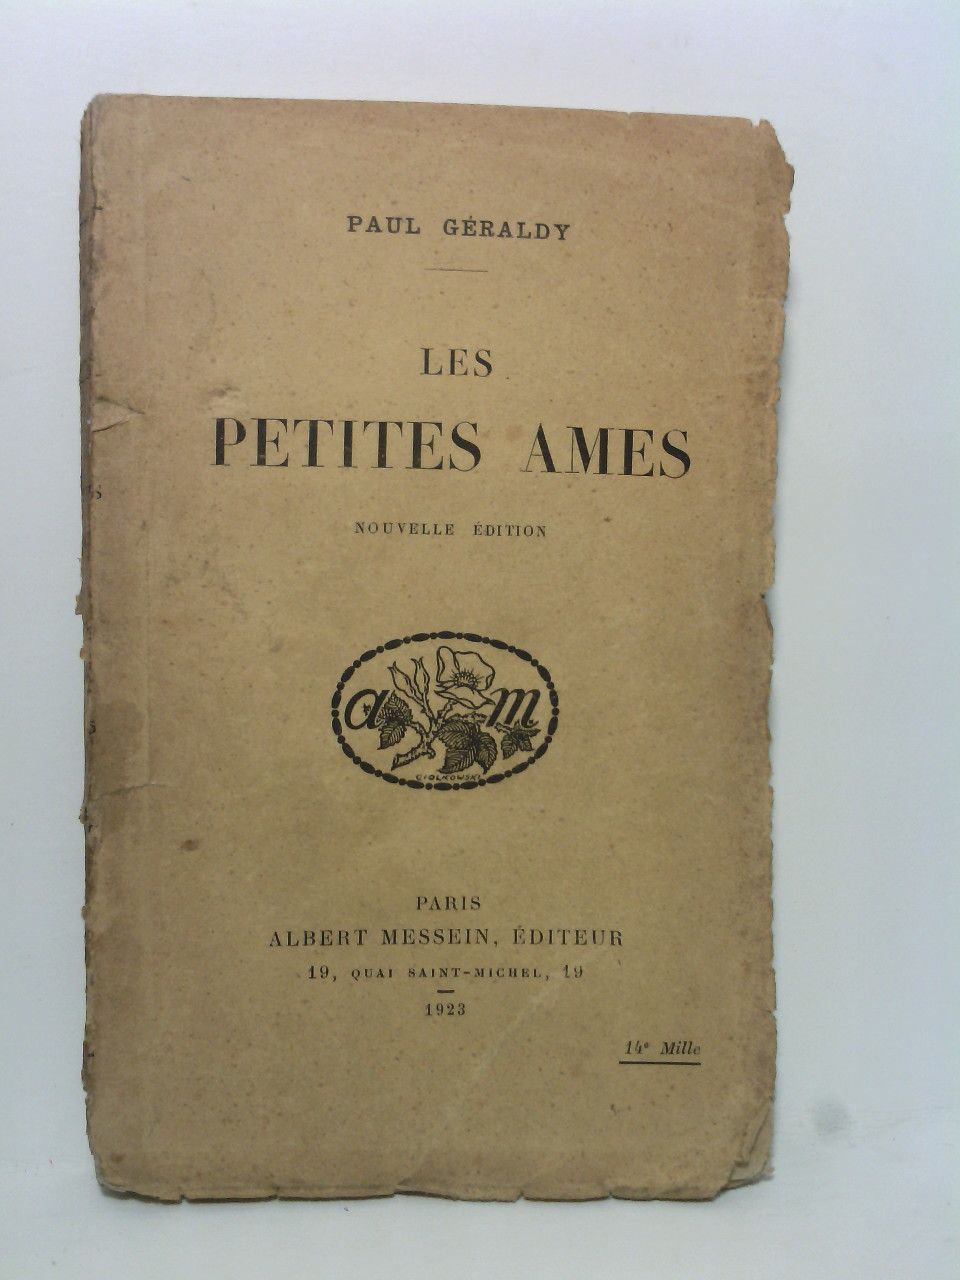 PAUL GÉRALDY
LES
PETITES AMES
NOUVELLE ÉDITION
a m
CIOLKOWSKI
PARIS
ALBERT MESSEIN, ÉDITEUR
19, QUAI SAINT-MICHEL, 19
1923
14e Mille